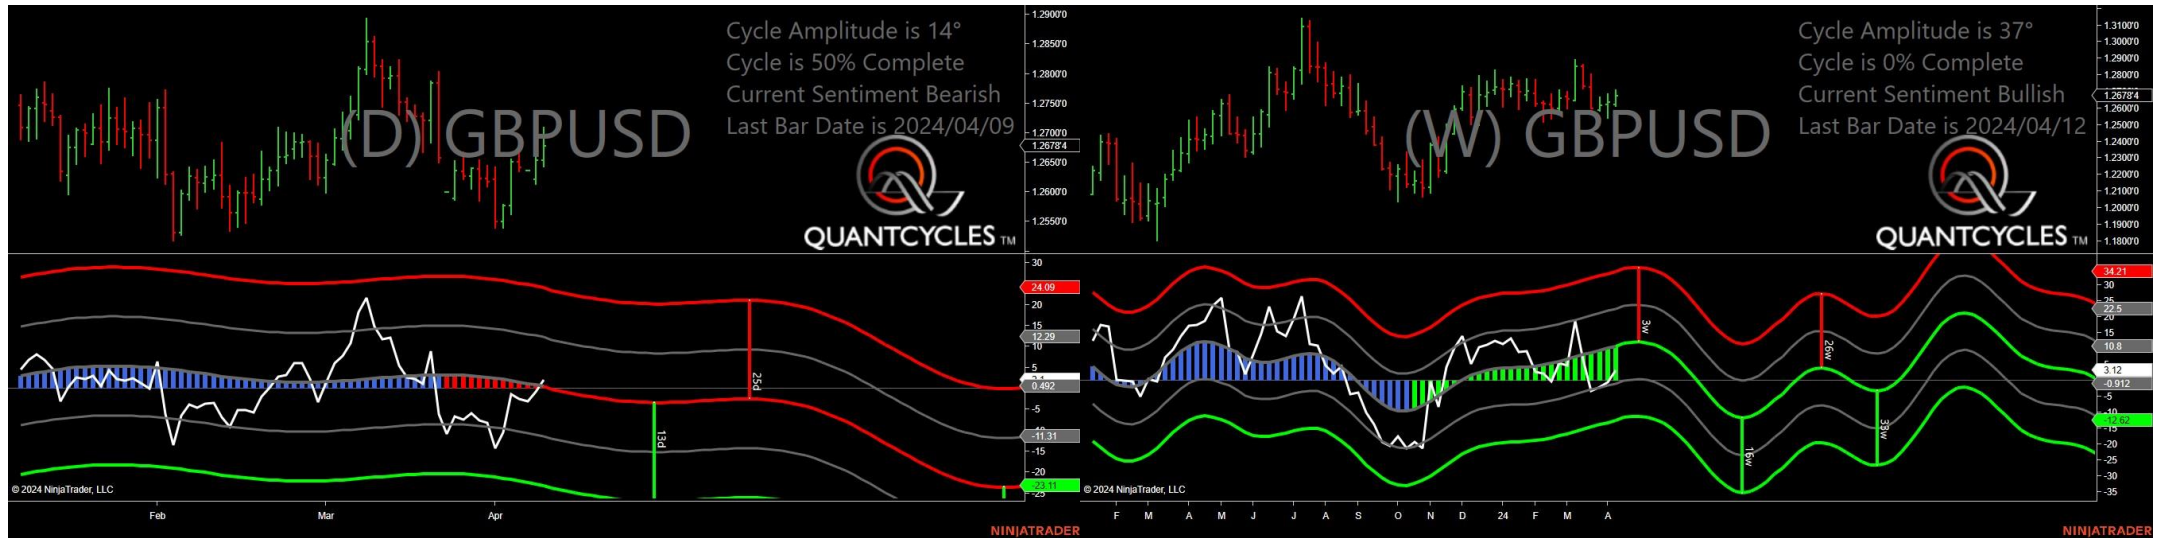 Cycle Amplitude is 14°
Cycle is 50% Complete
Current Sentiment Bearish
Last Bar Date is 2024/04/09
(D) GBPUSD
QUANTCYCLES TM
1.2900'0
1.2850'0
1.2800'0
1.2750'0
1.2700'0
1.2678'4
1.2650'0
1.2600'0
1.2550'0
30
24.09
20
15
12.29
10
5
0.492
-5
-11.31
-15
-20
-23.11
-25
13d
25d
© 2024 NinjaTrader, LLC
Feb Mar Apr
NINJATRADER
Cycle Amplitude is 37°
Cycle is 0% Complete
Current Sentiment Bullish
Last Bar Date is 2024/04/12
(W) GBPUSD
QUANTCYCLES TM
1.3100'0
1.3000'0
1.2900'0
1.2800'0
1.2678'4
1.2600'0
1.2500'0
1.2400'0
1.2300'0
1.2200'0
1.2100'0
1.2000'0
1.1900'0
1.1800'0
34.21
30
25
22.5
20
15
10.8
5
3.12
-0.912
-5
-10
-12.62
-15
-20
-25
-30
-35
3w
16w
26w
33w
© 2024 NinjaTrader, LLC
F M A M J J A S O N D 24 F M A
NINJATRADER